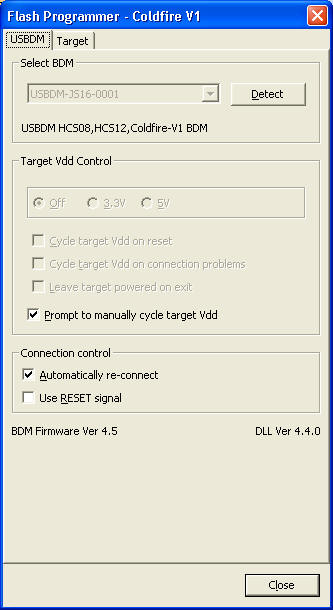 Flash Programmer - Coldfire V1
USBDM Target
Select BDM
USBDM-JS16-0001 Detect
USBDM HCS08,HCS12,Coldfire-V1 BDM
Target Vdd Control
Off 3.3V 5V
Cycle target Vdd on reset
Cycle target Vdd on connection problems
Leave target powered on exit
Prompt to manually cycle target Vdd
Connection control
Automatically re-connect
Use RESET signal
BDM Firmware Ver 4.5 DLL Ver 4.4.0
Close